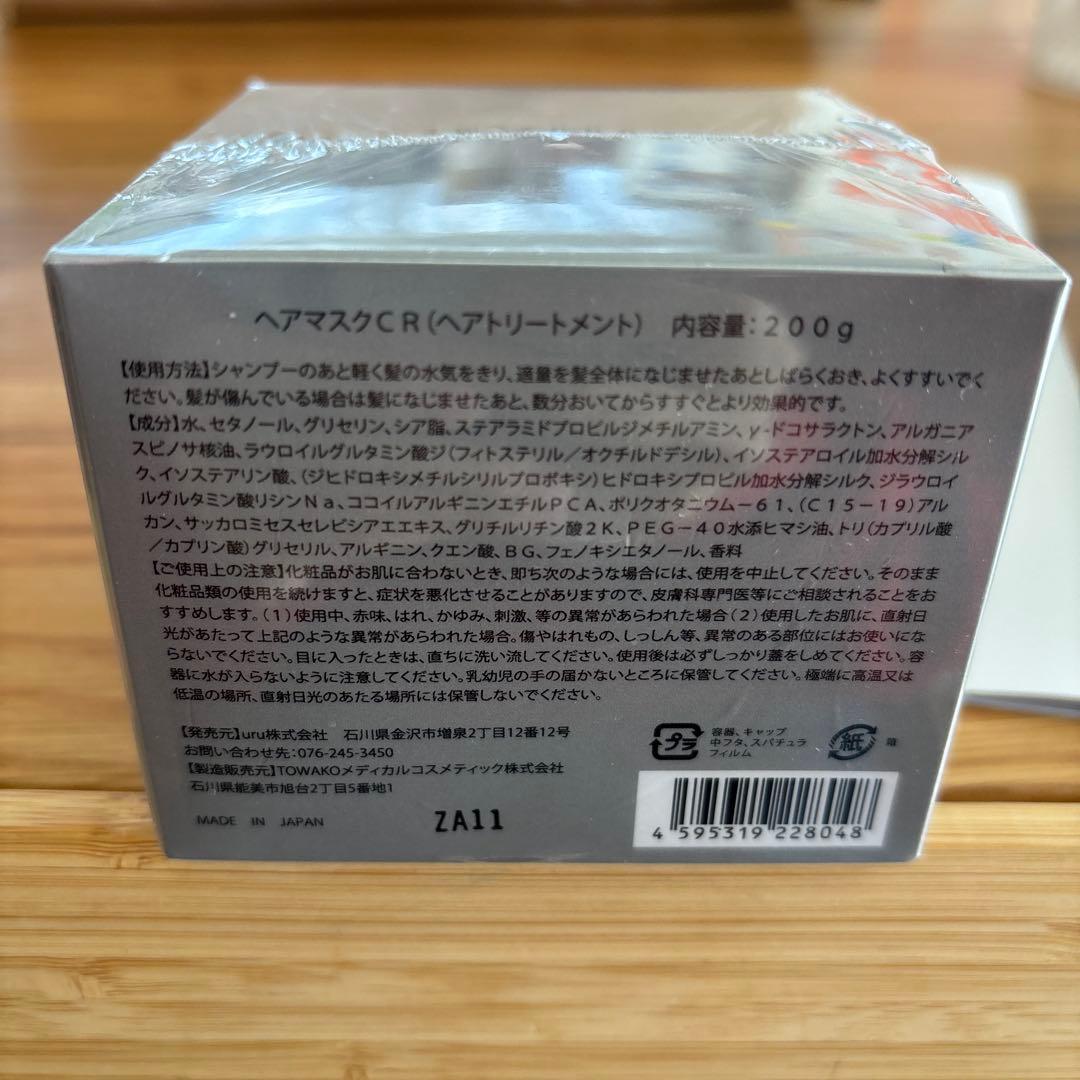 ヘアマスクCR(ヘアトリートメント) 内容量:200g
【使用方法】シャンプーのあと軽く髪の水気をきり、適量を髪全体になじませたあとしばらくおき、よくすすいでく
ださい。髪が傷んでいる場合は髪になじませたあと、数分おいてからすすぐとより効果的です。
【成分】水、セタノール、グリセリン、シア脂、ステアラミドプロピルジメチルアミン、γ-ドコサラクトン、アルガニア
スピノサ核油、ラウロイルグルタミン酸ジ(フィトステリル/オクチルドデシル)、イソステアロイル加水分解シル
ク、イソステアリン酸、(ジヒドロキシメチルシリルプロポキシ)ヒドロキシプロピル加水分解シルク、ジラウロイ
ルグルタミン酸リシンNa、ココイルアルギニンエチルPCA、ポリクオタニウム-61、(C15-19)アル
カン、サッカロミセスセレビシアエエキス、グリチルリチン酸2K、PEG-40水添ヒマシ油、トリ(カプリル酸
/カプリン酸)グリセリル、アルギニン、クエン酸、BG、フェノキシエタノール、香料
【ご使用上の注意】化粧品がお肌に合わないとき、即ち次のような場合には、使用を中止してください。そのまま
化粧品類の使用を続けますと、症状を悪化させることがありますので、皮膚科専門医等にご相談されることをお
すすめします。(1)使用中、赤味、はれ、かゆみ、刺激、等の異常があらわれた場合(2)使用したお肌に、直射日
光があたって上記のような異常があらわれた場合。傷やはれもの、しっしん等、異常のある部位にはお使いにな
らないでください。目に入ったときは、直ちに洗い流してください。使用後は必ずしっかり蓋をしめてください。容
器に水が入らないように注意してください。乳幼児の手の届かないところに保管してください。極端に高温又は
低温の場所、直射日光のあたる場所には保管しないでください。
【発売元】uru株式会社 石川県金沢市増泉2丁目12番12号
お問い合わせ先:076-245-3450
【製造販売元】TOWAKOメディカルコスメティック株式会社
石川県能美市旭台2丁目5番地1
MADE IN JAPAN
ZA11
プラ
容器、キャップ
中フタ、スパチュラ
フィルム
紙
箱
4 595319 228048